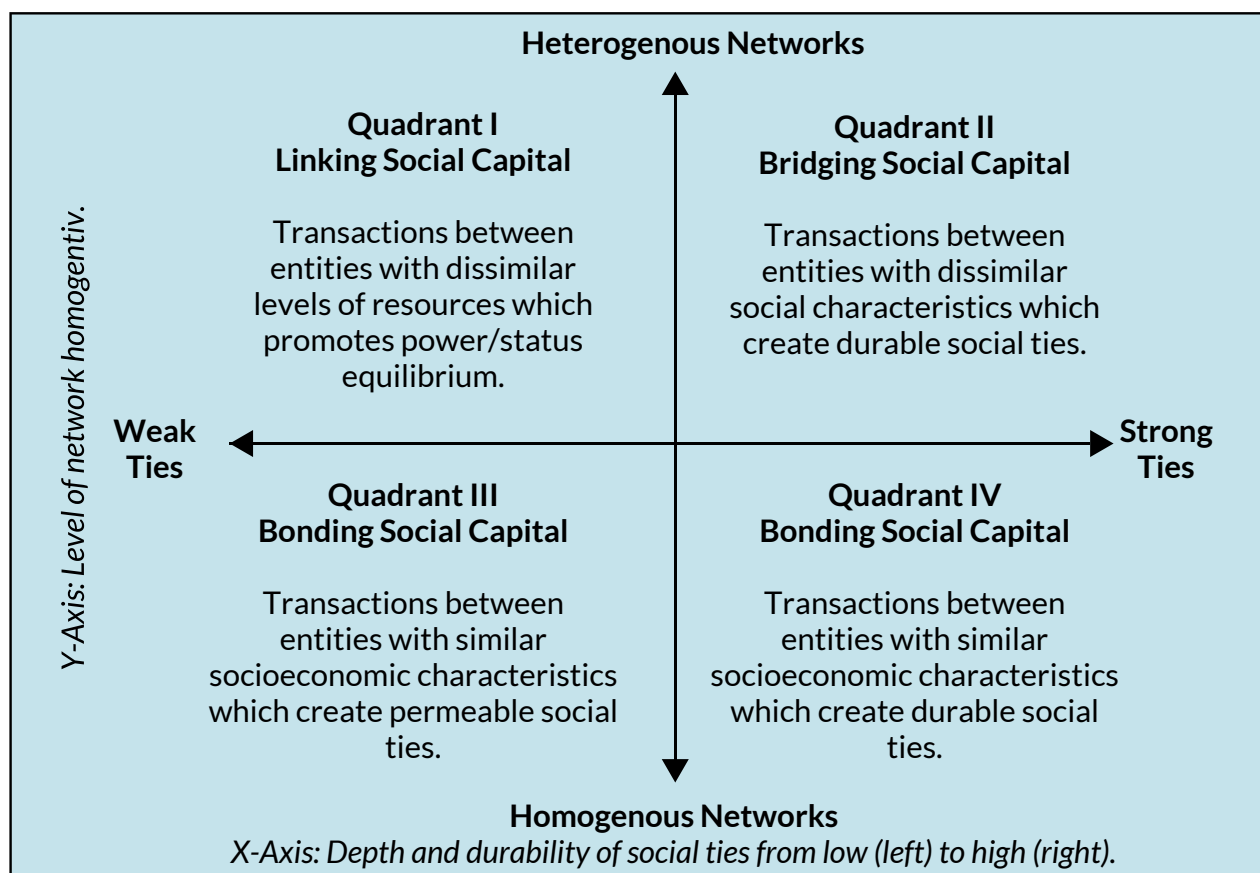 Heterogenous Networks
Quadrant I
Linking Social Capital
Transactions between
entities with dissimilar
levels of resources which
promotes power/status
equilibrium.
Quadrant II
Bridging Social Capital
Transactions between
entities with dissimilar
social characteristics which
create durable social ties.
Y-Axis: Level of network homogentiv.
Weak
Ties
Strong
Ties
Quadrant III
Bonding Social Capital
Transactions between
entities with similar
socioeconomic characteristics
which create permeable social
ties.
Quadrant IV
Bonding Social Capital
Transactions between
entities with similar
socioeconomic characteristics
which create durable social
ties.
Homogenous Networks
X-Axis: Depth and durability of social ties from low (left) to high (right).